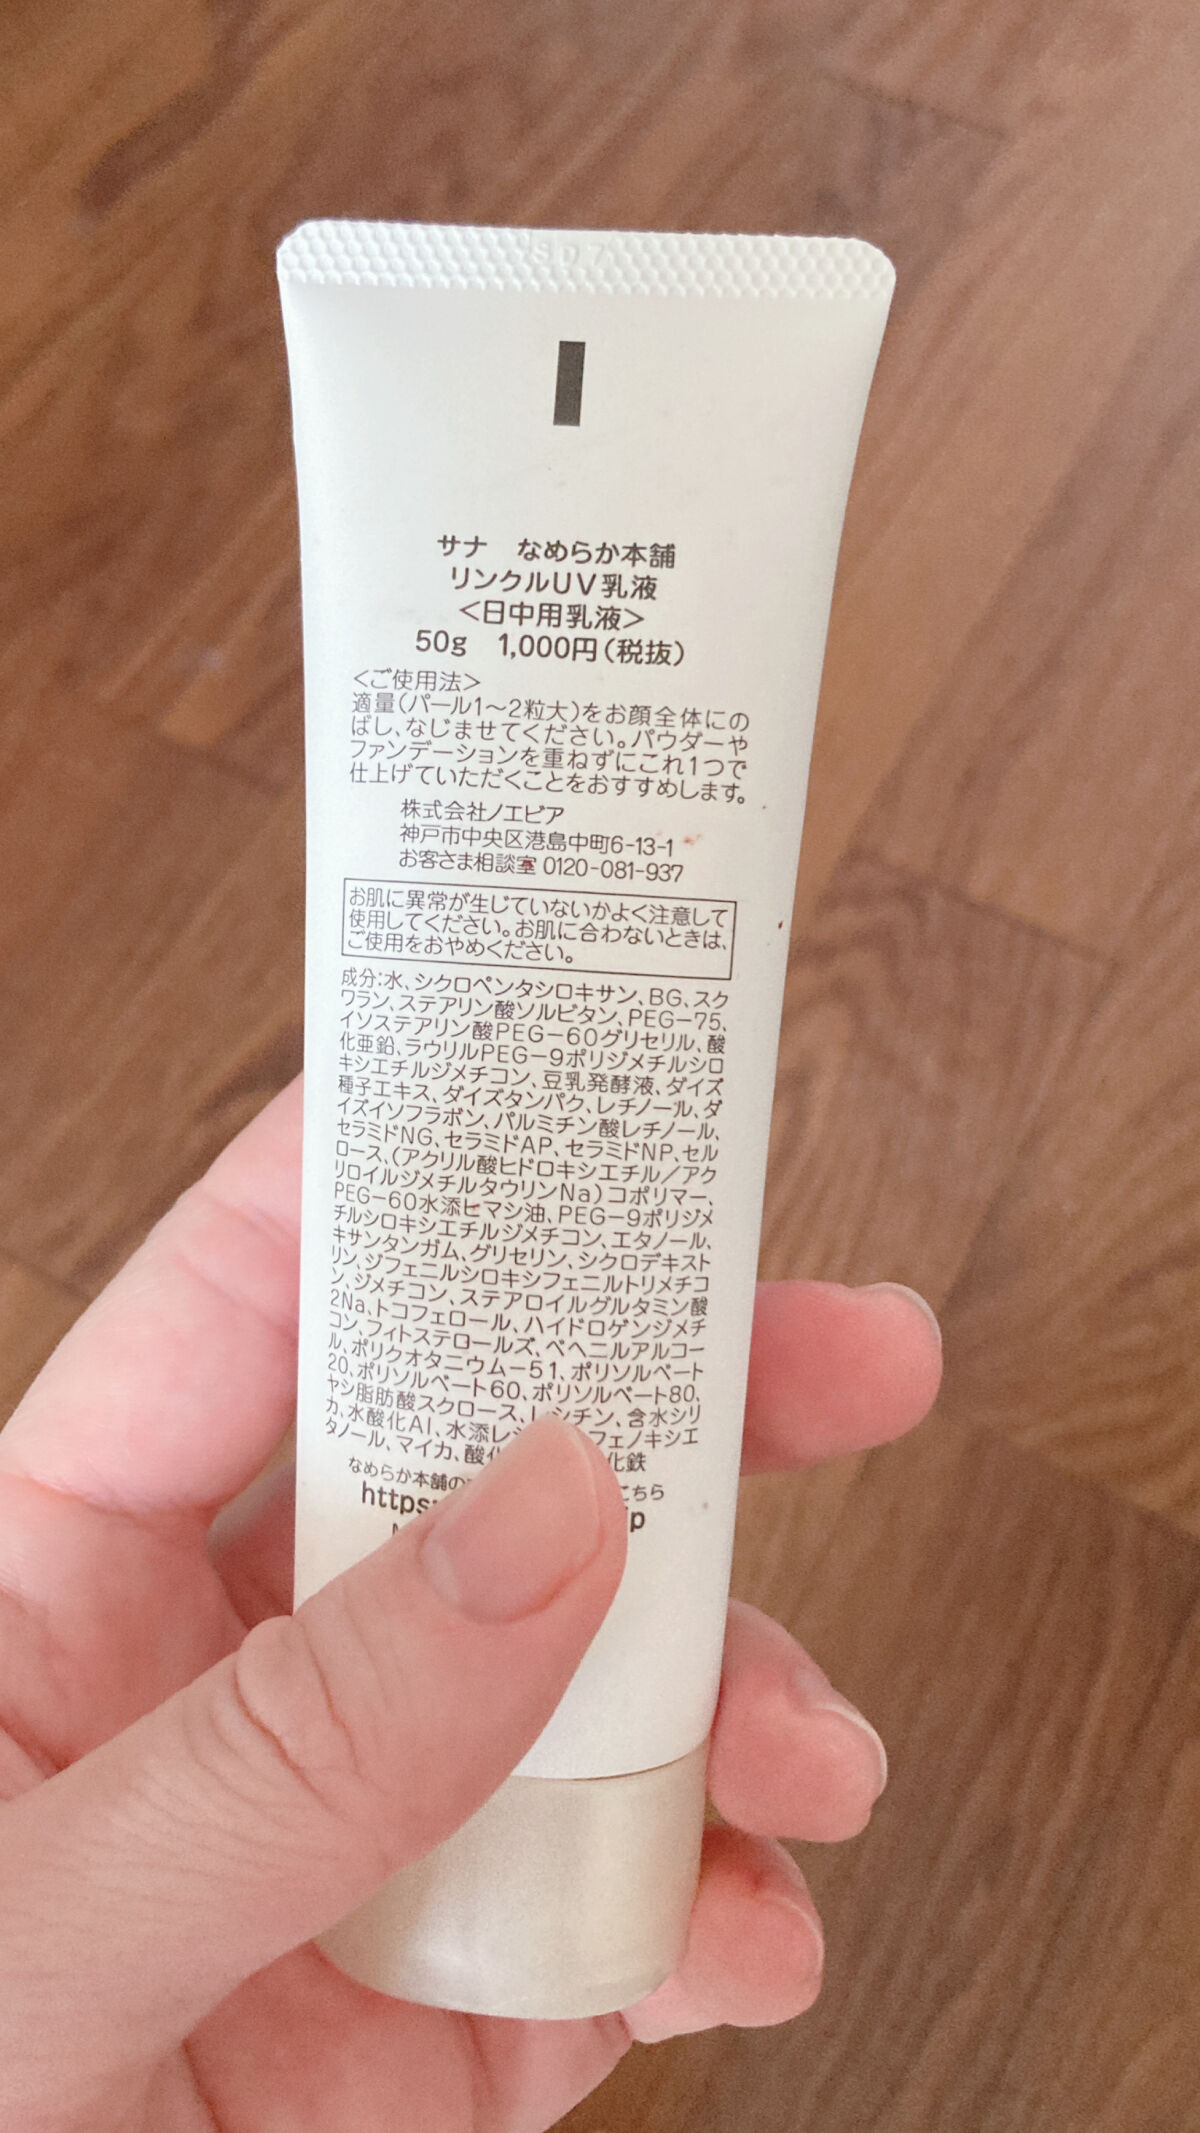 サナ なめらか本舗
リンクルUV乳液
<日中用乳液>
50g 1,000円(税抜)
<ご使用法>
適量(パール1〜2粒大)をお顔全体にの
ばし、なじませてください。パウダーや
ファンデーションを重ねずにこれ1つで
仕上げていただくことをおすすめします。
株式会社ノエビア
神戸市中央区港島中町6-13-1
お客さま相談室 0120-081-937
お肌に異常が生じていないかよく注意して
使用してください。お肌に合わないときは、
ご使用をおやめください。
成分:水、シクロペンタシロキサン、BG、スク
ワラン、ステアリン酸ソルビタン、PEG-75、
イソステアリン酸PEG-60グリセリル、酸
化亜鉛、ラウリルPEG-9ポリジメチルシロ
キシエチルジメチコン、豆乳発酵液、ダイズ
種子エキス、ダイズタンパク、レチノール、ダ
イズイソフラボン、パルミチン酸レチノール、
セラミドNG、セラミドAP、セラミドNP、セル
ロース、(アクリル酸ヒドロキシエチル/アク
リロイルジメチルタウリンNa)コポリマー、
PEG-60水添ヒマシ油、PEG-9ポリジメ
チルシロキシエチルジメチコン、エタノール、
キサンタンガム、グリセリン、シクロデキスト
リン、ジフェニルシロキシフェニルトリメチコ
ン、ジメチコン、ステアロイルグルタミン酸
2Na、トコフェロール、ハイドロゲンジメチ
コン、フィトステロールズ、ベヘニルアルコー
ル、ポリクオタニウム-51、ポリソルベート
20、ポリソルベート60、ポリソルベート80、
ヤシ脂肪酸スクロース、レシチン、含水シリ
カ、水酸化Al、水添レシ フェノキシエ
タノール、マイカ、酸化 化鉄
なめらか本舗の こちら
https: jp